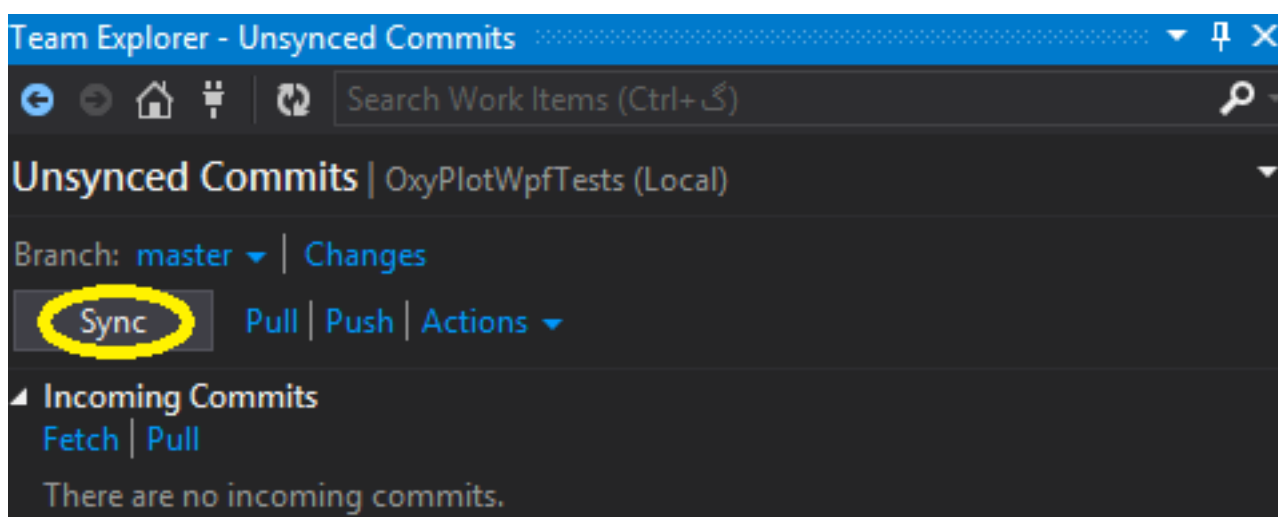 Team Explorer - Unsynced Commits
Search Work Items (Ctrl+گ)
Unsynced Commits | OxyPlotWpfTests (Local)
Branch: master | Changes
Sync Pull | Push | Actions
Incoming Commits
Fetch | Pull
There are no incoming commits.